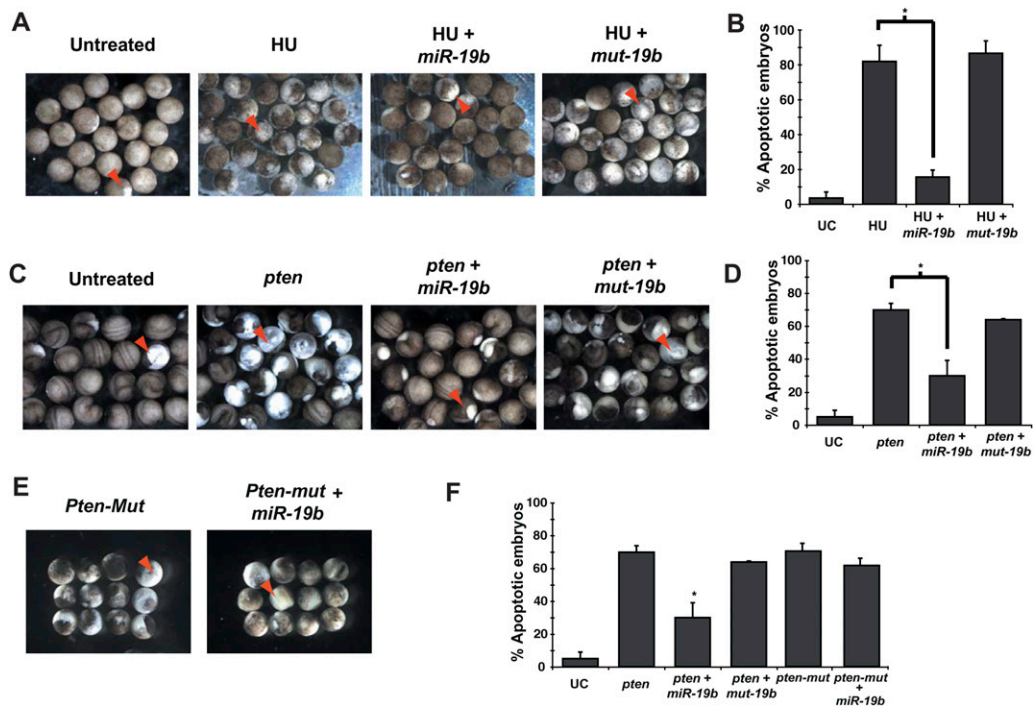 A
Untreated
HU
HU +
miR-19b
HU +
mut-19b
B
% Apoptotic embryos
100
80
60
40
20
0
*
UC
HU
HU +
miR-19b
HU +
mut-19b
C
Untreated
pten
pten +
miR-19b
pten +
mut-19b
D
% Apoptotic embryos
100
80
60
40
20
0
*
UC
pten
pten +
miR-19b
pten +
mut-19b
E
Pten-Mut
Pten-mut +
miR-19b
F
% Apoptotic embryos
100
80
60
40
20
0
*
UC
pten
pten +
miR-19b
pten +
mut-19b
pten-mut
pten-mut
+
miR-19b